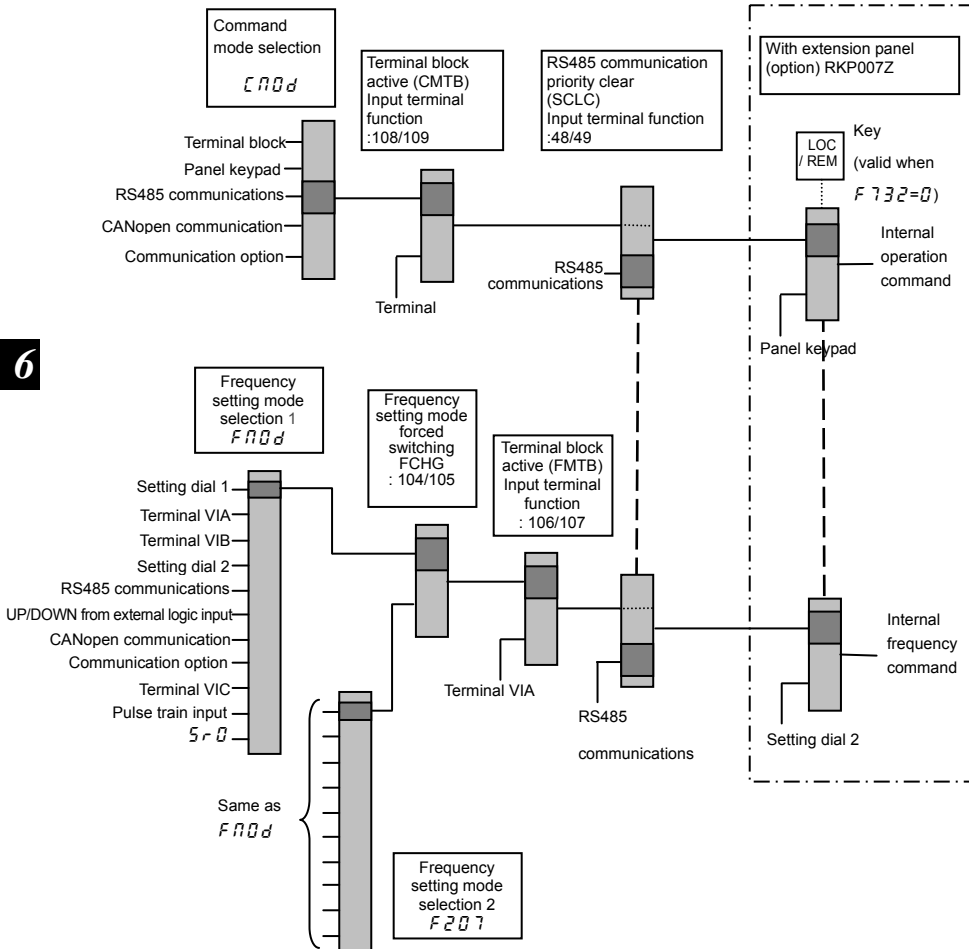 Command
mode selection
CMOd
Terminal block
active (CMTB)
Input terminal
function
:108/109
RS485 communication
priority clear
(SCLC)
Input terminal function
:48/49
With extension panel
(option) RKP007Z
LOC
/ REM
Key
(valid when
F732=0)
Terminal block
Panel keypad
RS485 communications
CANopen communication
Communication option
Terminal
RS485
communications
Internal
operation
command
Panel keypad
6
Frequency
setting mode
selection 1
FMOd
Frequency
setting mode
forced
switching
FCHG
: 104/105
Terminal block
active (FMTB)
Input terminal
function
: 106/107
Setting dial 1
Terminal VIA
Terminal VIB
Setting dial 2
RS485 communications
UP/DOWN from external logic input
CANopen communication
Communication option
Terminal VIC
Pulse train input
Sr0
Terminal VIA
RS485
communications
Internal
frequency
command
Setting dial 2
Same as
FMOd
Frequency
setting mode
selection 2
F207